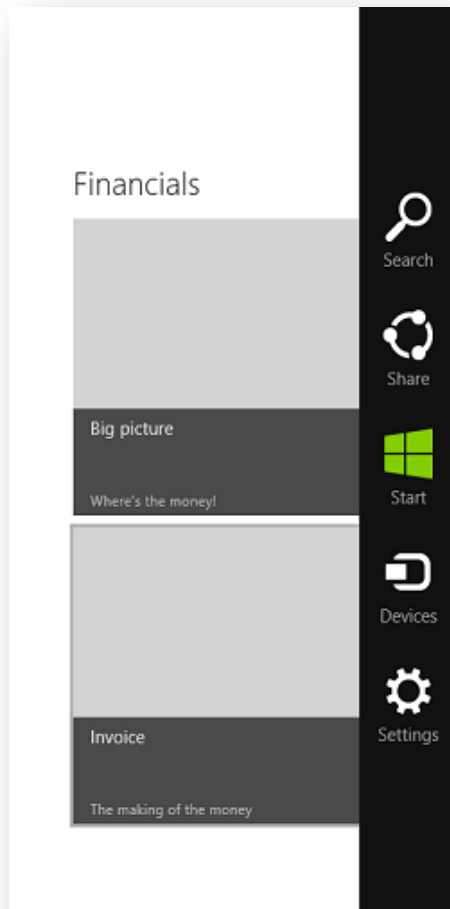 Financials
Big picture
Where's the money!
Invoice
The making of the money
Search
Share
Start
Devices
Settings